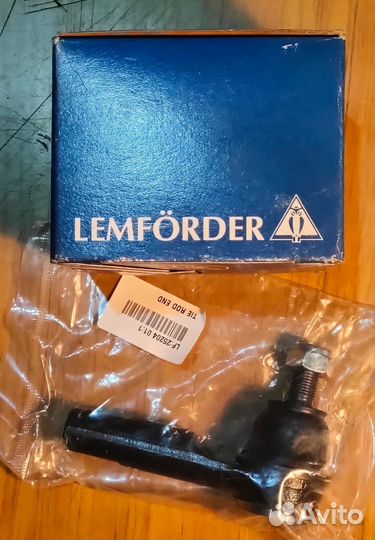 LEMFÖRDER
LF 25204 01-1
TIE ROD END
Avito